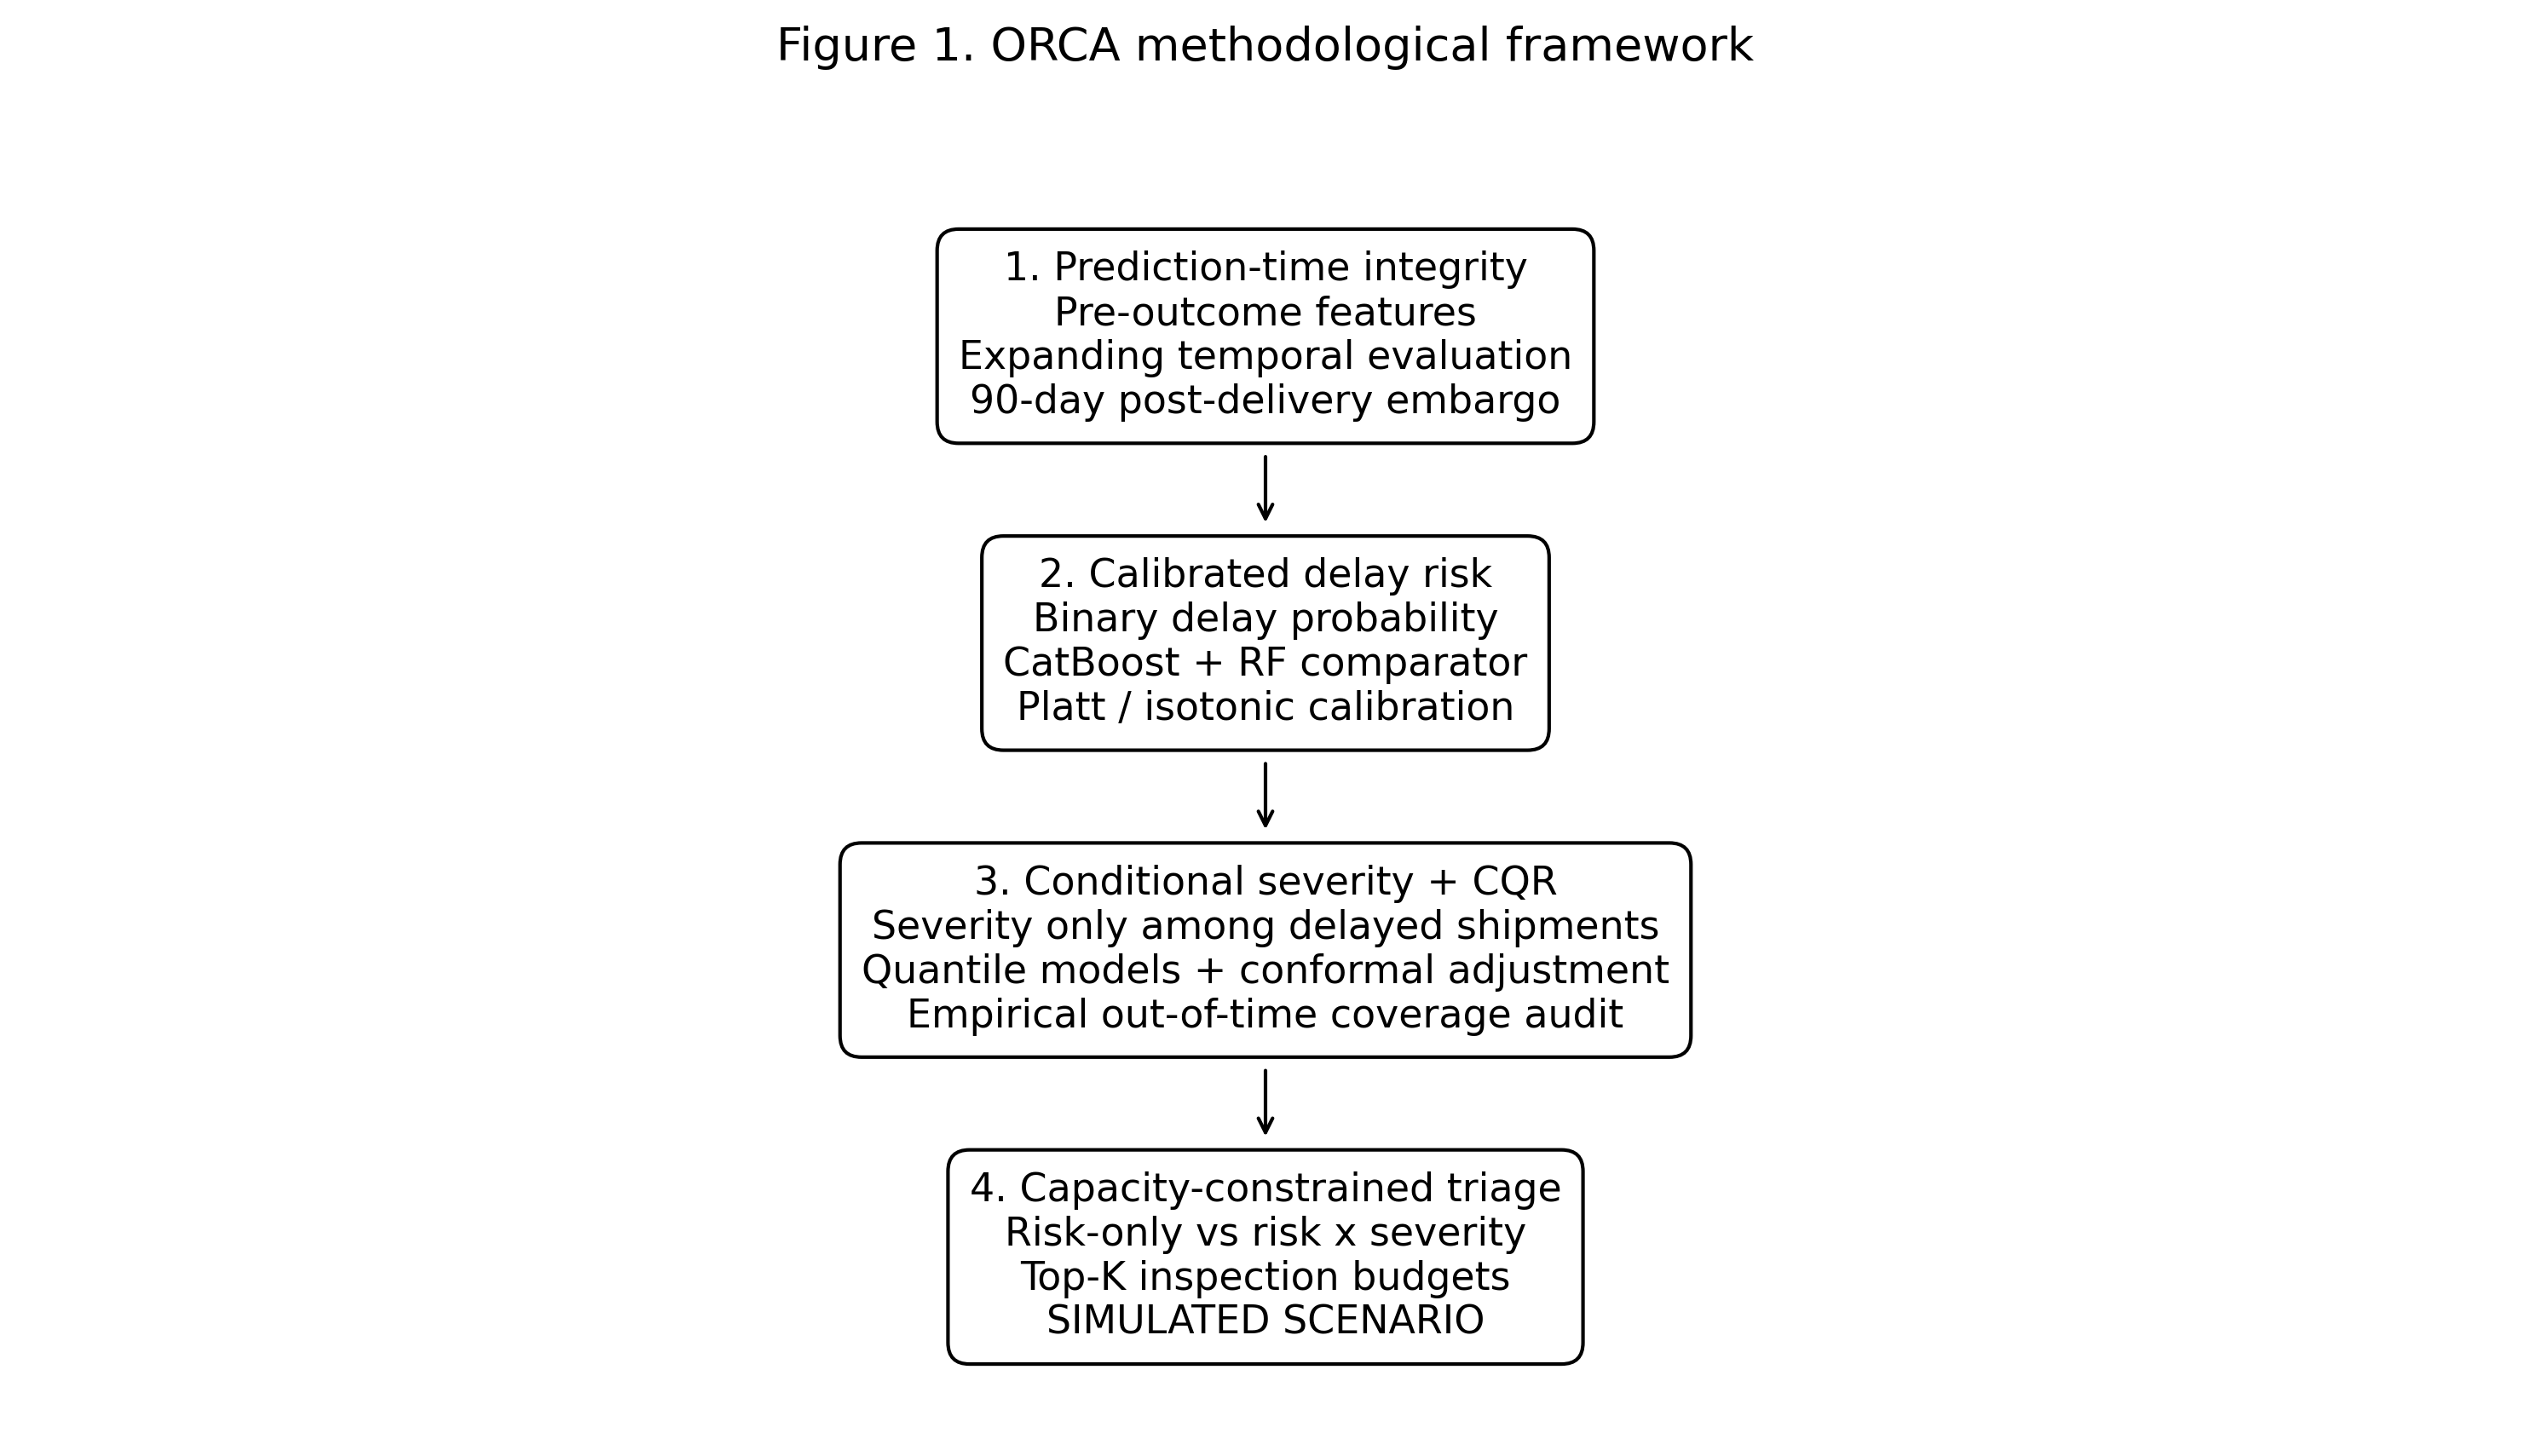 Figure 1. ORCA methodological framework
1. Prediction-time integrity
Pre-outcome features
Expanding temporal evaluation
90-day post-delivery embargo
2. Calibrated delay risk
Binary delay probability
CatBoost + RF comparator
Platt / isotonic calibration
3. Conditional severity + CQR
Severity only among delayed shipments
Quantile models + conformal adjustment
Empirical out-of-time coverage audit
4. Capacity-constrained triage
Risk-only vs risk x severity
Top-K inspection budgets
SIMULATED SCENARIO